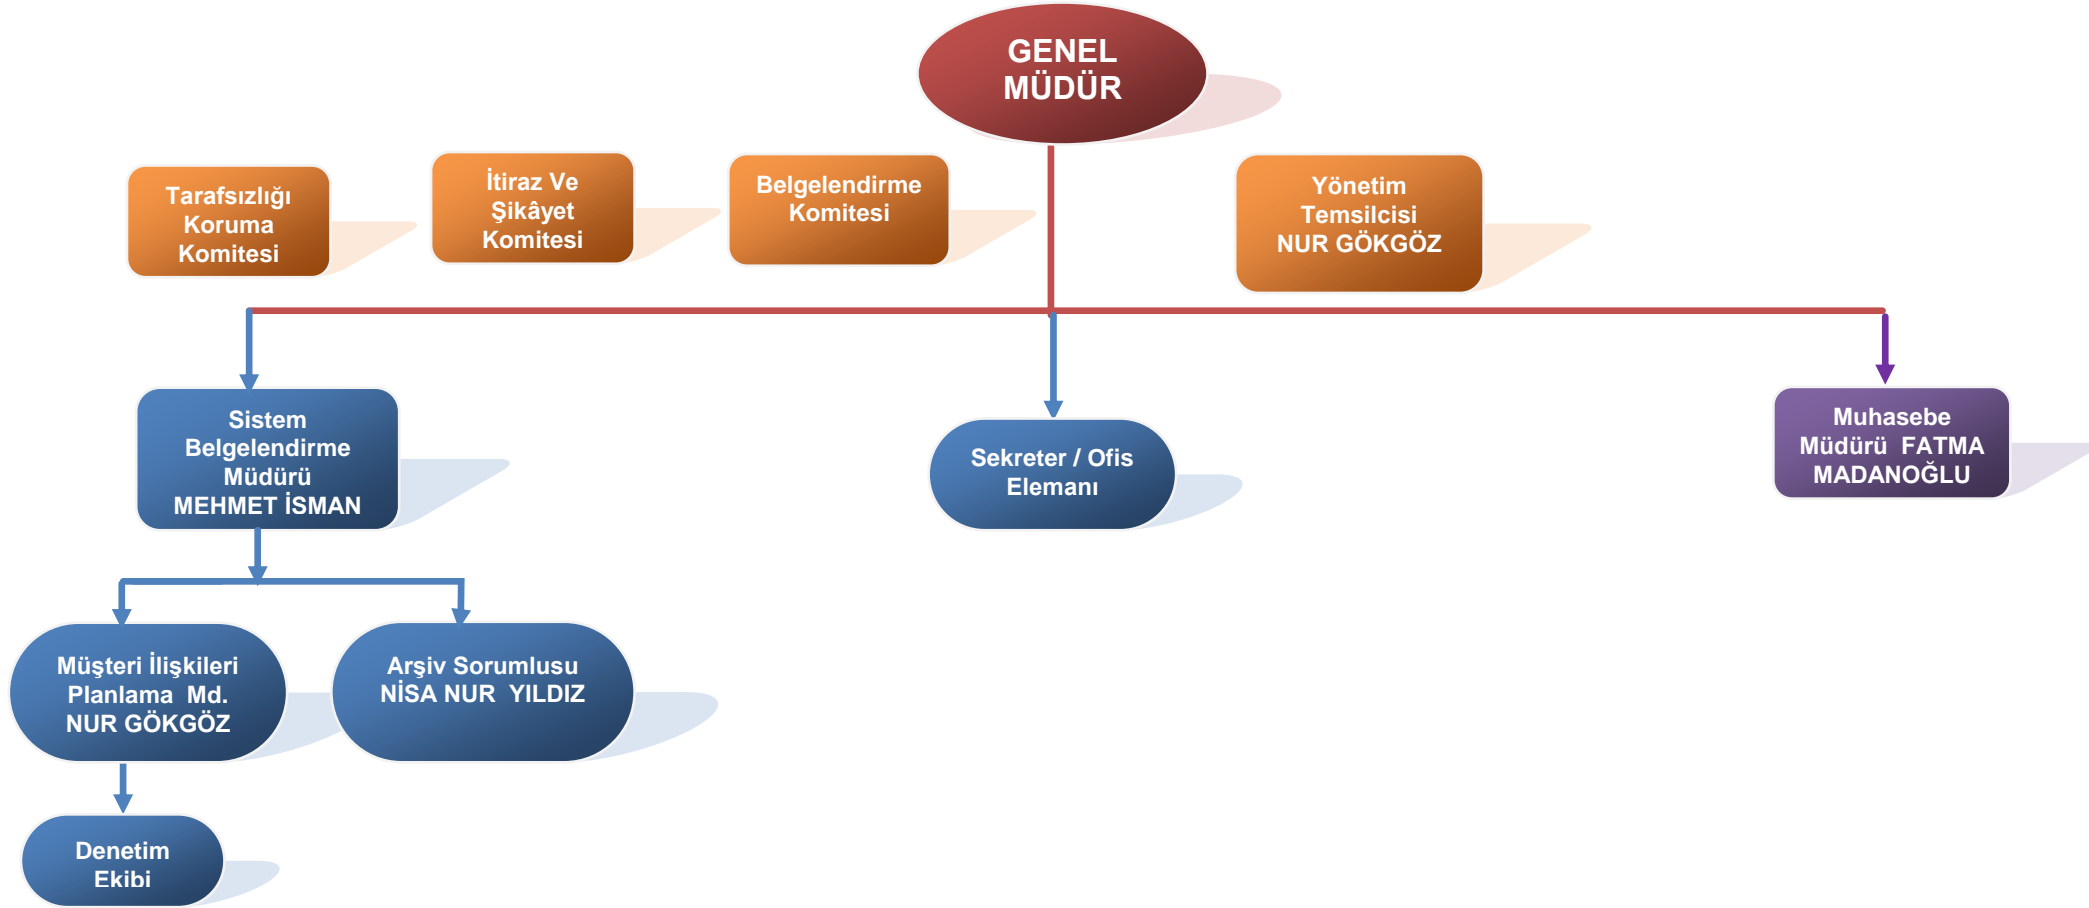 GENEL
MÜDÜR
Tarafsızlığı
Koruma
Komitesi
İtiraz Ve
Şikâyet
Komitesi
Belgelendirme
Komitesi
Yönetim
Temsilcisi
NUR GÖKGÖZ
Sistem
Belgelendirme
Müdürü
MEHMET İSMAN
Sekreter / Ofis
Elemanı
Muhasebe
Müdürü  FATMA
MADANOĞLU
Müşteri İlişkileri
Planlama  Md.
NUR GÖKGÖZ
Arşiv Sorumlusu
NİSA NUR  YILDIZ
Denetim
Ekibi